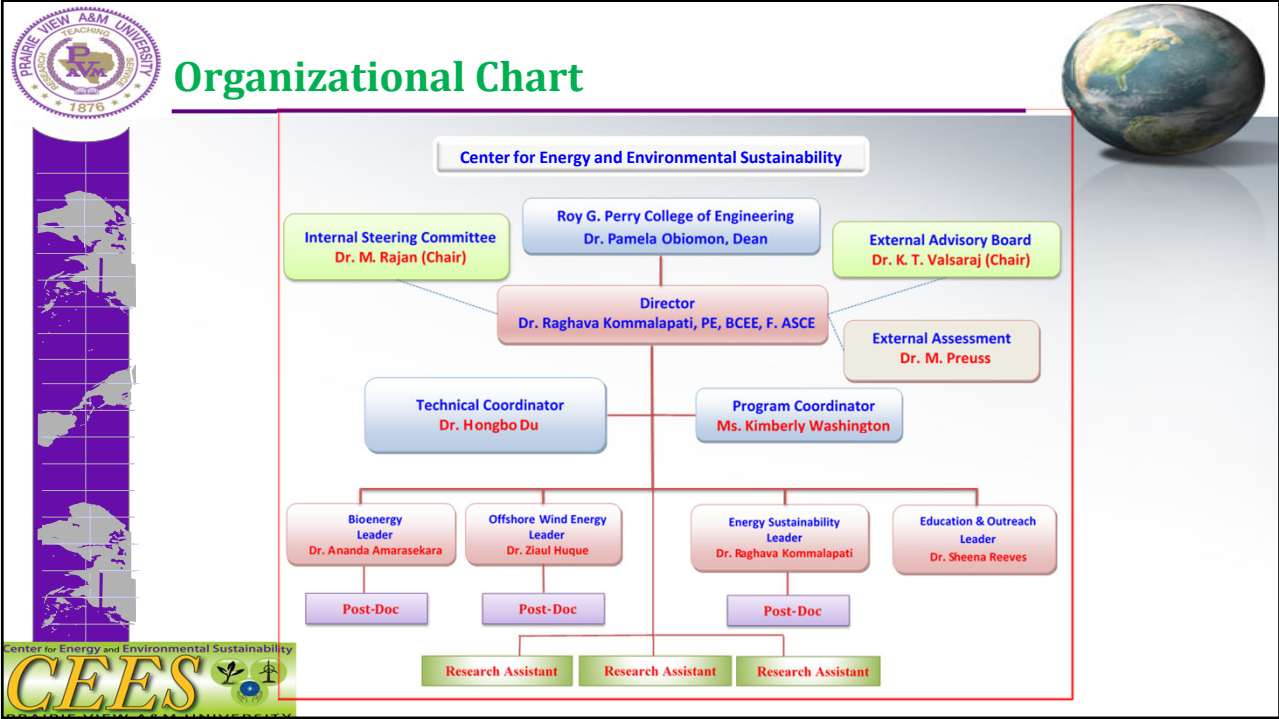 PRAIRIE VIEW A&M UNIVERSITY
TEACHING
RESEARCH
SERVICE
PVAMU
1876
Organizational Chart
Center for Energy and Environmental Sustainability
Roy G. Perry College of Engineering
Dr. Pamela Obiomon, Dean
Internal Steering Committee
Dr. M. Rajan (Chair)
External Advisory Board
Dr. K. T. Valsaraj (Chair)
Director
Dr. Raghava Kommalapati, PE, BCEE, F. ASCE
External Assessment
Dr. M. Preuss
Technical Coordinator
Dr. Hongbo Du
Program Coordinator
Ms. Kimberly Washington
Bioenergy
Leader
Dr. Ananda Amarasekara
Offshore Wind Energy
Leader
Dr. Ziaul Huque
Energy Sustainability
Leader
Dr. Raghava Kommalapati
Education & Outreach
Leader
Dr. Sheena Reeves
Post-Doc
Post-Doc
Post-Doc
Research Assistant
Research Assistant
Research Assistant
Center for Energy and Environmental Sustainability
CEES
PRAIRIE VIEW A&M UNIVERSITY